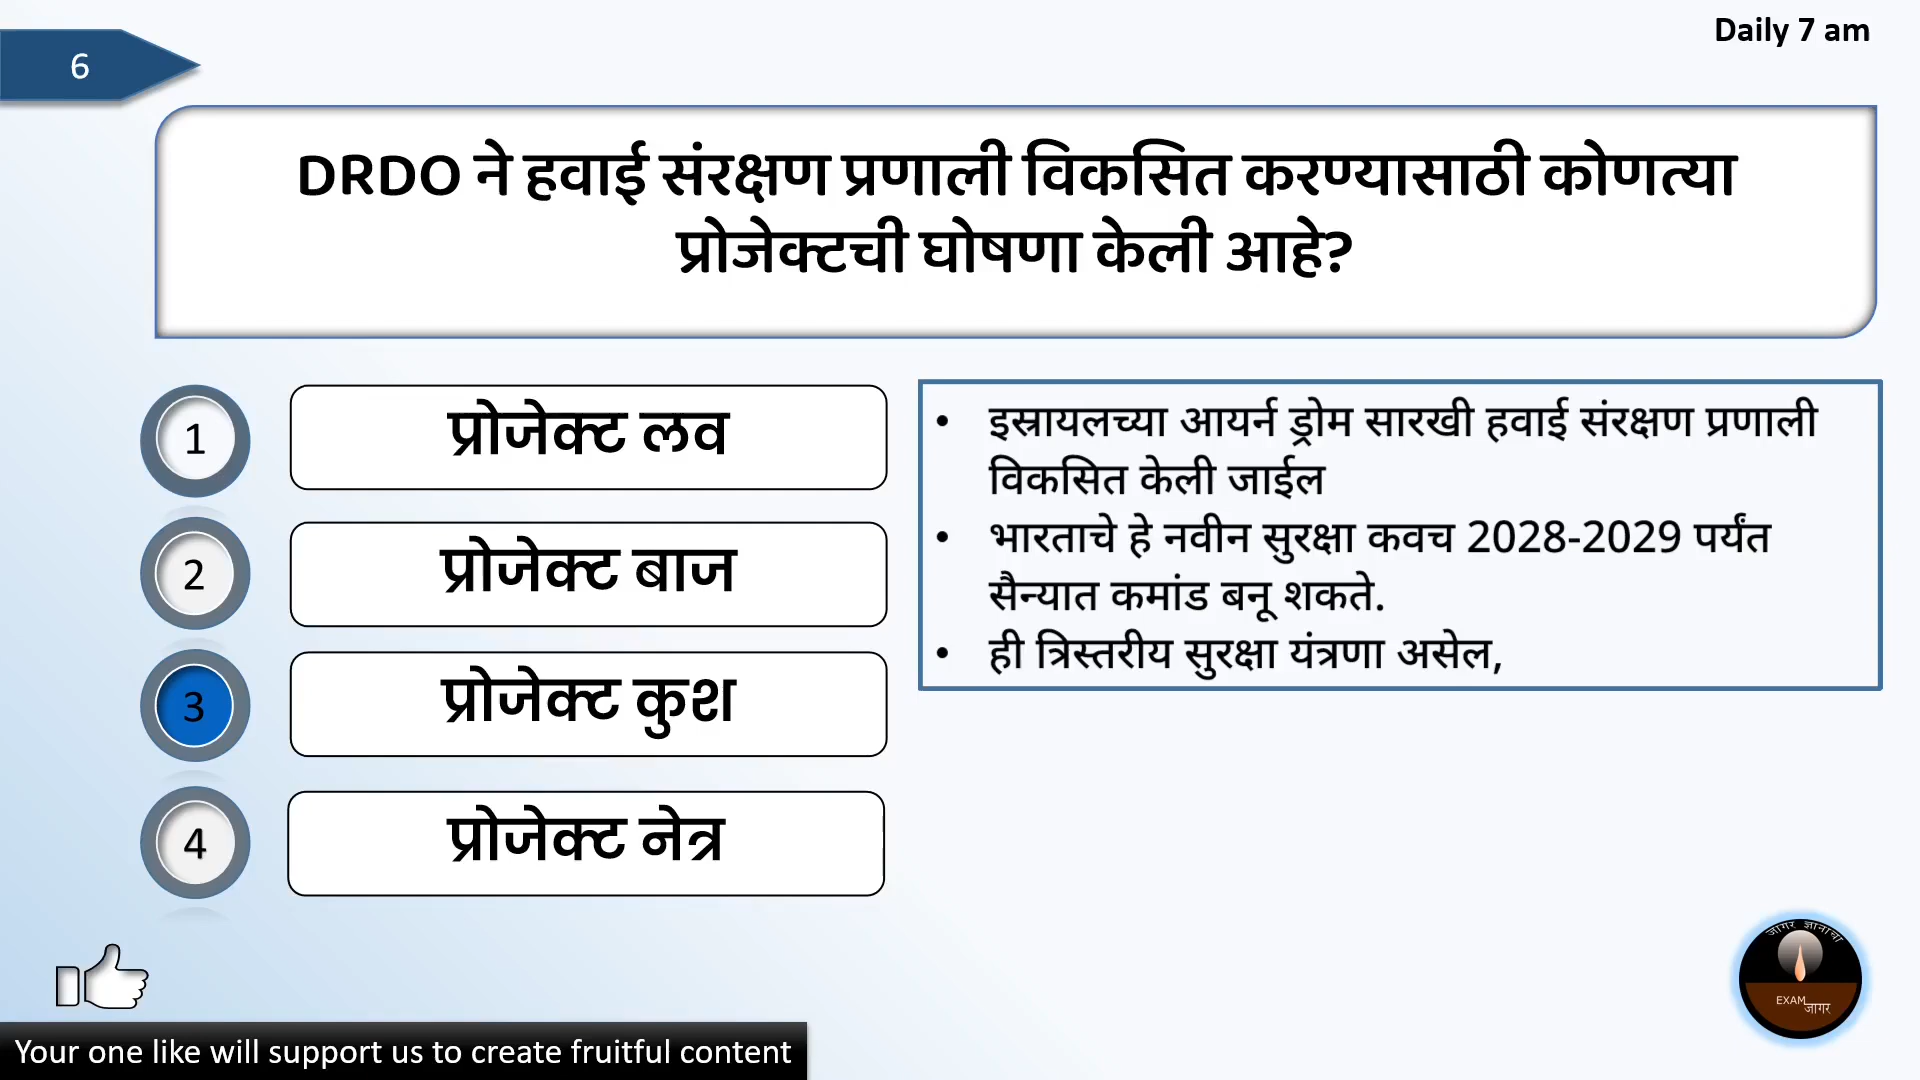 Daily 7 am
6
DRDO ने हवाई संरक्षण प्रणाली विकसित करण्यासाठी कोणत्या
प्रोजेक्टची घोषणा केली आहे?
1
प्रोजेक्ट लव
2
प्रोजेक्ट बाज
3
प्रोजेक्ट कुश
4
प्रोजेक्ट नेत्र
• इस्रायलच्या आयर्न ड्रोम सारखी हवाई संरक्षण प्रणाली
विकसित केली जाईल
• भारताचे हे नवीन सुरक्षा कवच 2028-2029 पर्यंत
सैन्यात कमांड बनू शकते.
• ही त्रिस्तरीय सुरक्षा यंत्रणा असेल,
जागर ज्ञानाचा
EXAM
जागर
Your one like will support us to create fruitful content